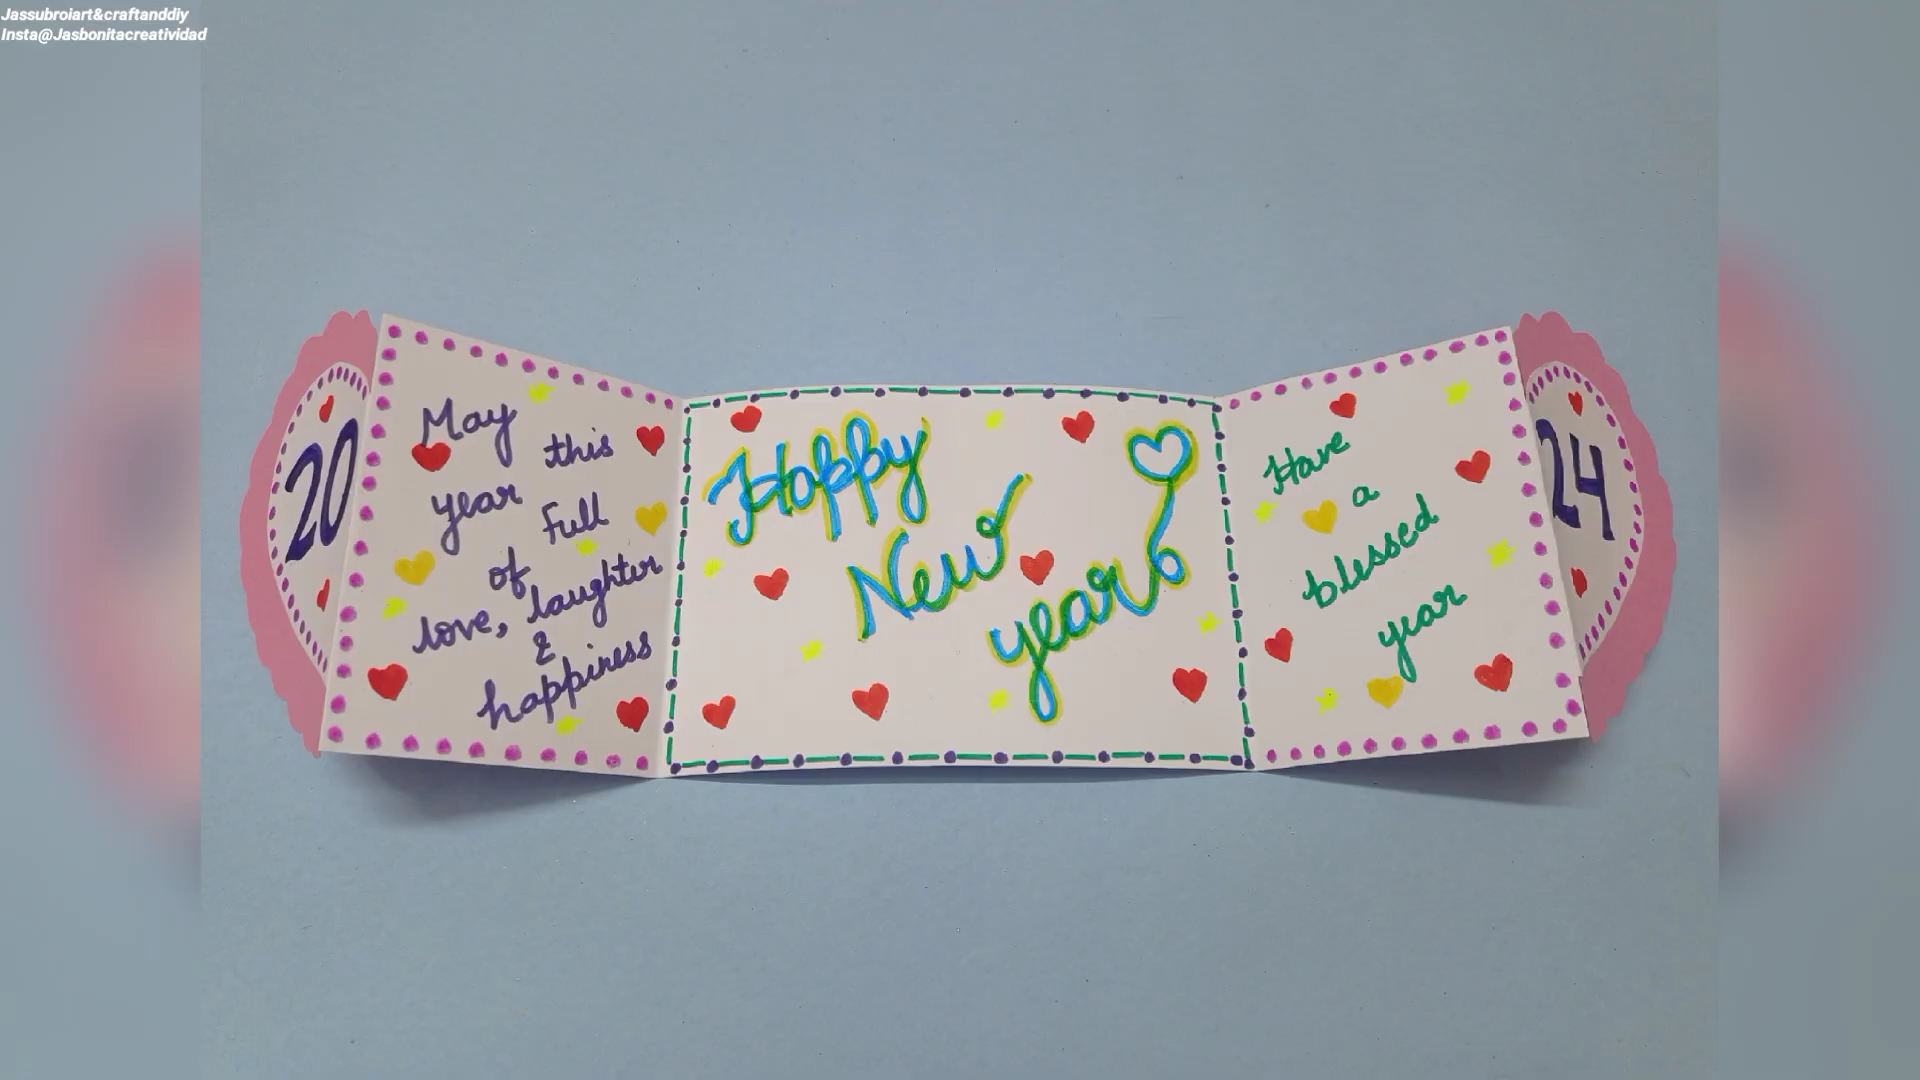 Jassubroiart&craftanddiy
Insta@Jasbonitacreatividad
20
May
this
year
full
of
love, laughter
&
happiness
Happy
New
year
Have
a
blessed
year
24